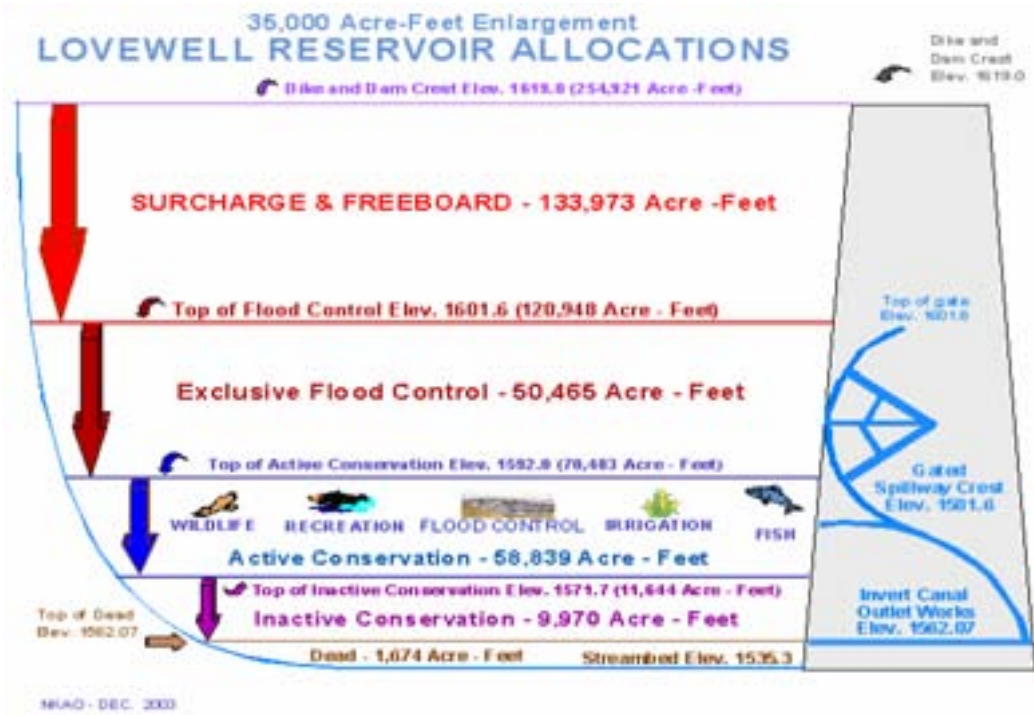 35,000 Acre-Feet Enlargement
LOVEWELL RESERVOIR ALLOCATIONS
Dike and
Dam Crest
Elev. 1619.0
Dike and Dam Crest Elev. 1619.0 (254,921 Acre -Feet)
SURCHARGE & FREEBOARD - 133,973 Acre -Feet
Top of Flood Control Elev. 1601.6 (120,948 Acre - Feet)
Top of gate
Elev. 1601.6
Exclusive Flood Control - 50,465 Acre - Feet
Top of Active Conservation Elev. 1592.0 (70,483 Acre - Feet)
Gated
Spillway Crest
Elev. 1581.6
WILDLIFE
RECREATION
FLOOD CONTROL
IRRIGATION
FISH
Active Conservation - 58,839 Acre - Feet
Top of Inactive Conservation Elev. 1571.7 (11,644 Acre - Feet)
Inactive Conservation - 9,970 Acre - Feet
Invert Canal
Outlet Works
Elev. 1562.07
Top of Dead
Elev. 1562.07
Dead - 1,674 Acre - Feet
Streambed Elev. 1535.3
NKAO - DEC. 2003